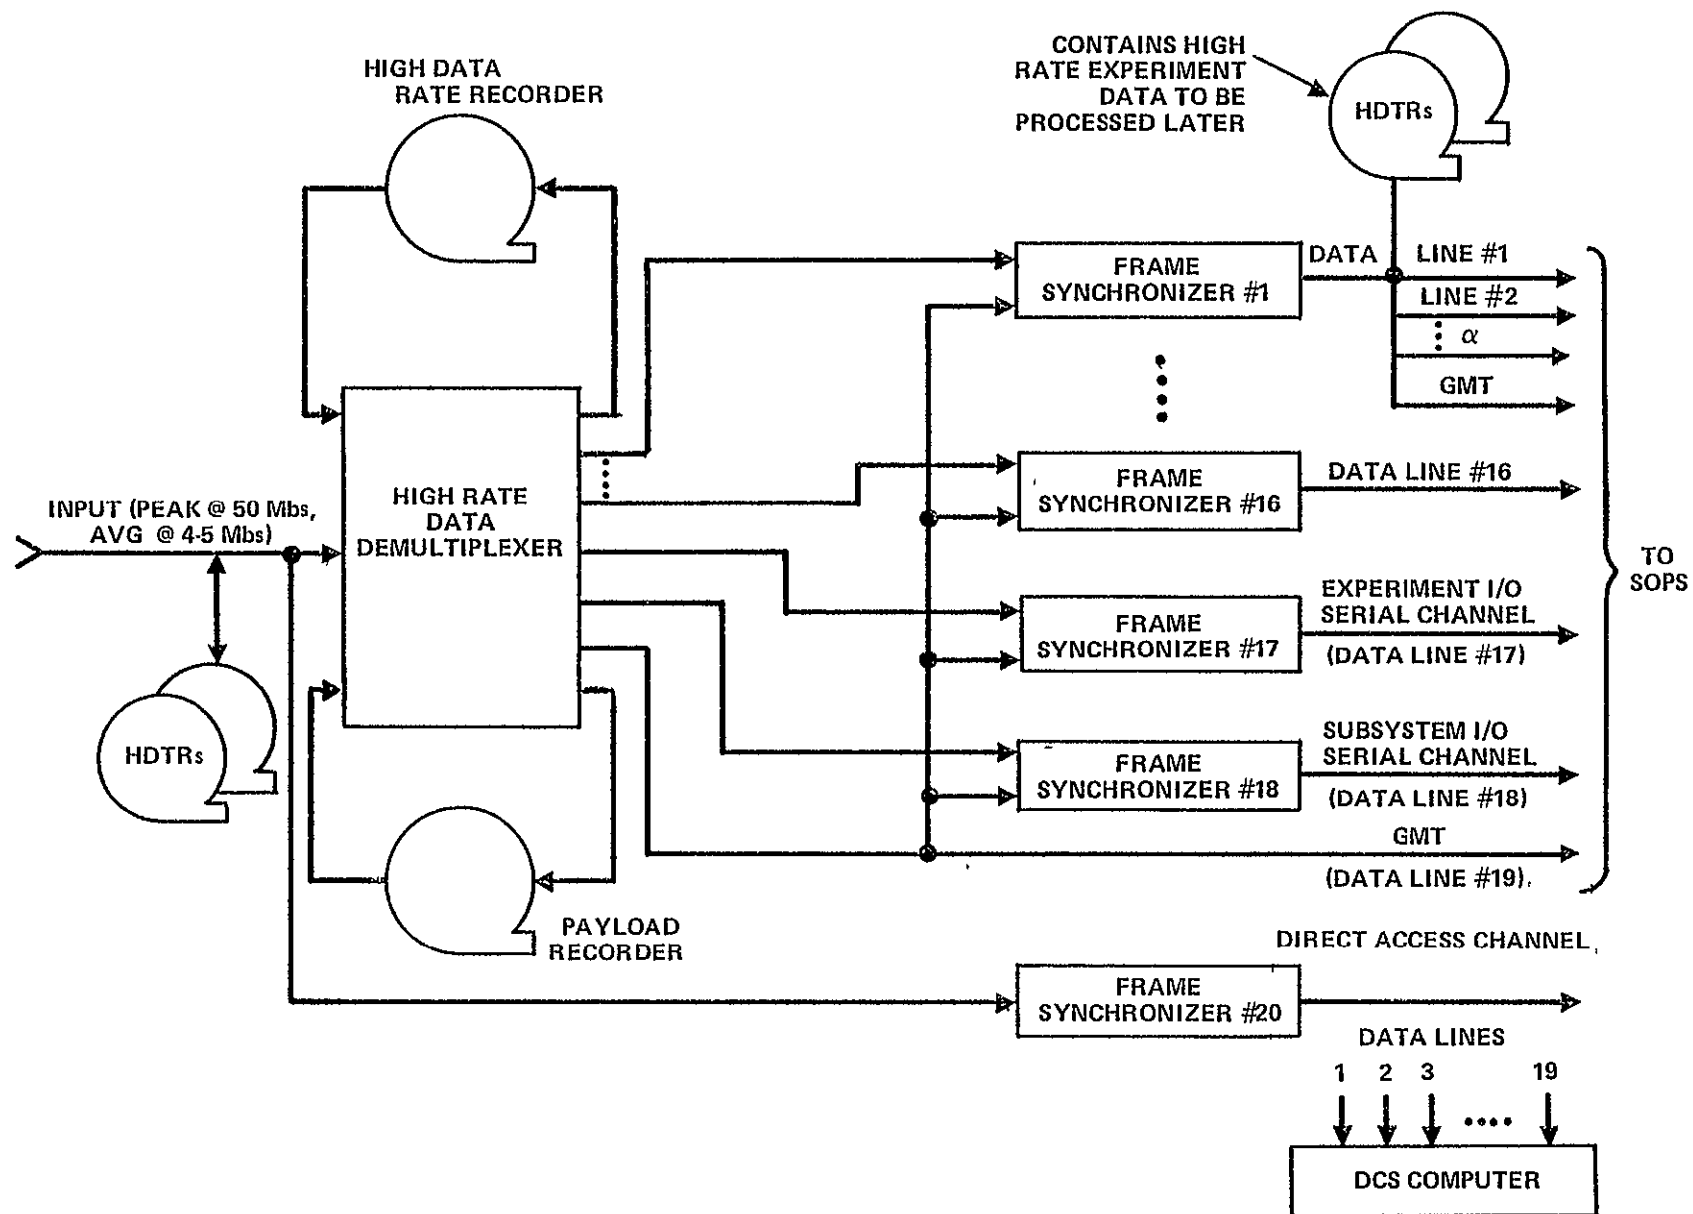 HIGH DATA
RATE RECORDER
CONTAINS HIGH
RATE EXPERIMENT
DATA TO BE
PROCESSED LATER
HDTRs
FRAME
SYNCHRONIZER #1
DATA
LINE #1
LINE #2
α
GMT
INPUT (PEAK @ 50 Mbs,
AVG @ 4-5 Mbs)
HIGH RATE
DATA
DEMULTIPLEXER
FRAME
SYNCHRONIZER #16
DATA LINE #16
TO
SOPS
FRAME
SYNCHRONIZER #17
EXPERIMENT I/O
SERIAL CHANNEL
(DATA LINE #17)
HDTRs
FRAME
SYNCHRONIZER #18
SUBSYSTEM I/O
SERIAL CHANNEL
(DATA LINE #18)
GMT
(DATA LINE #19)
PAYLOAD
RECORDER
DIRECT ACCESS CHANNEL
FRAME
SYNCHRONIZER #20
DATA LINES
1 2 3 19
DCS COMPUTER